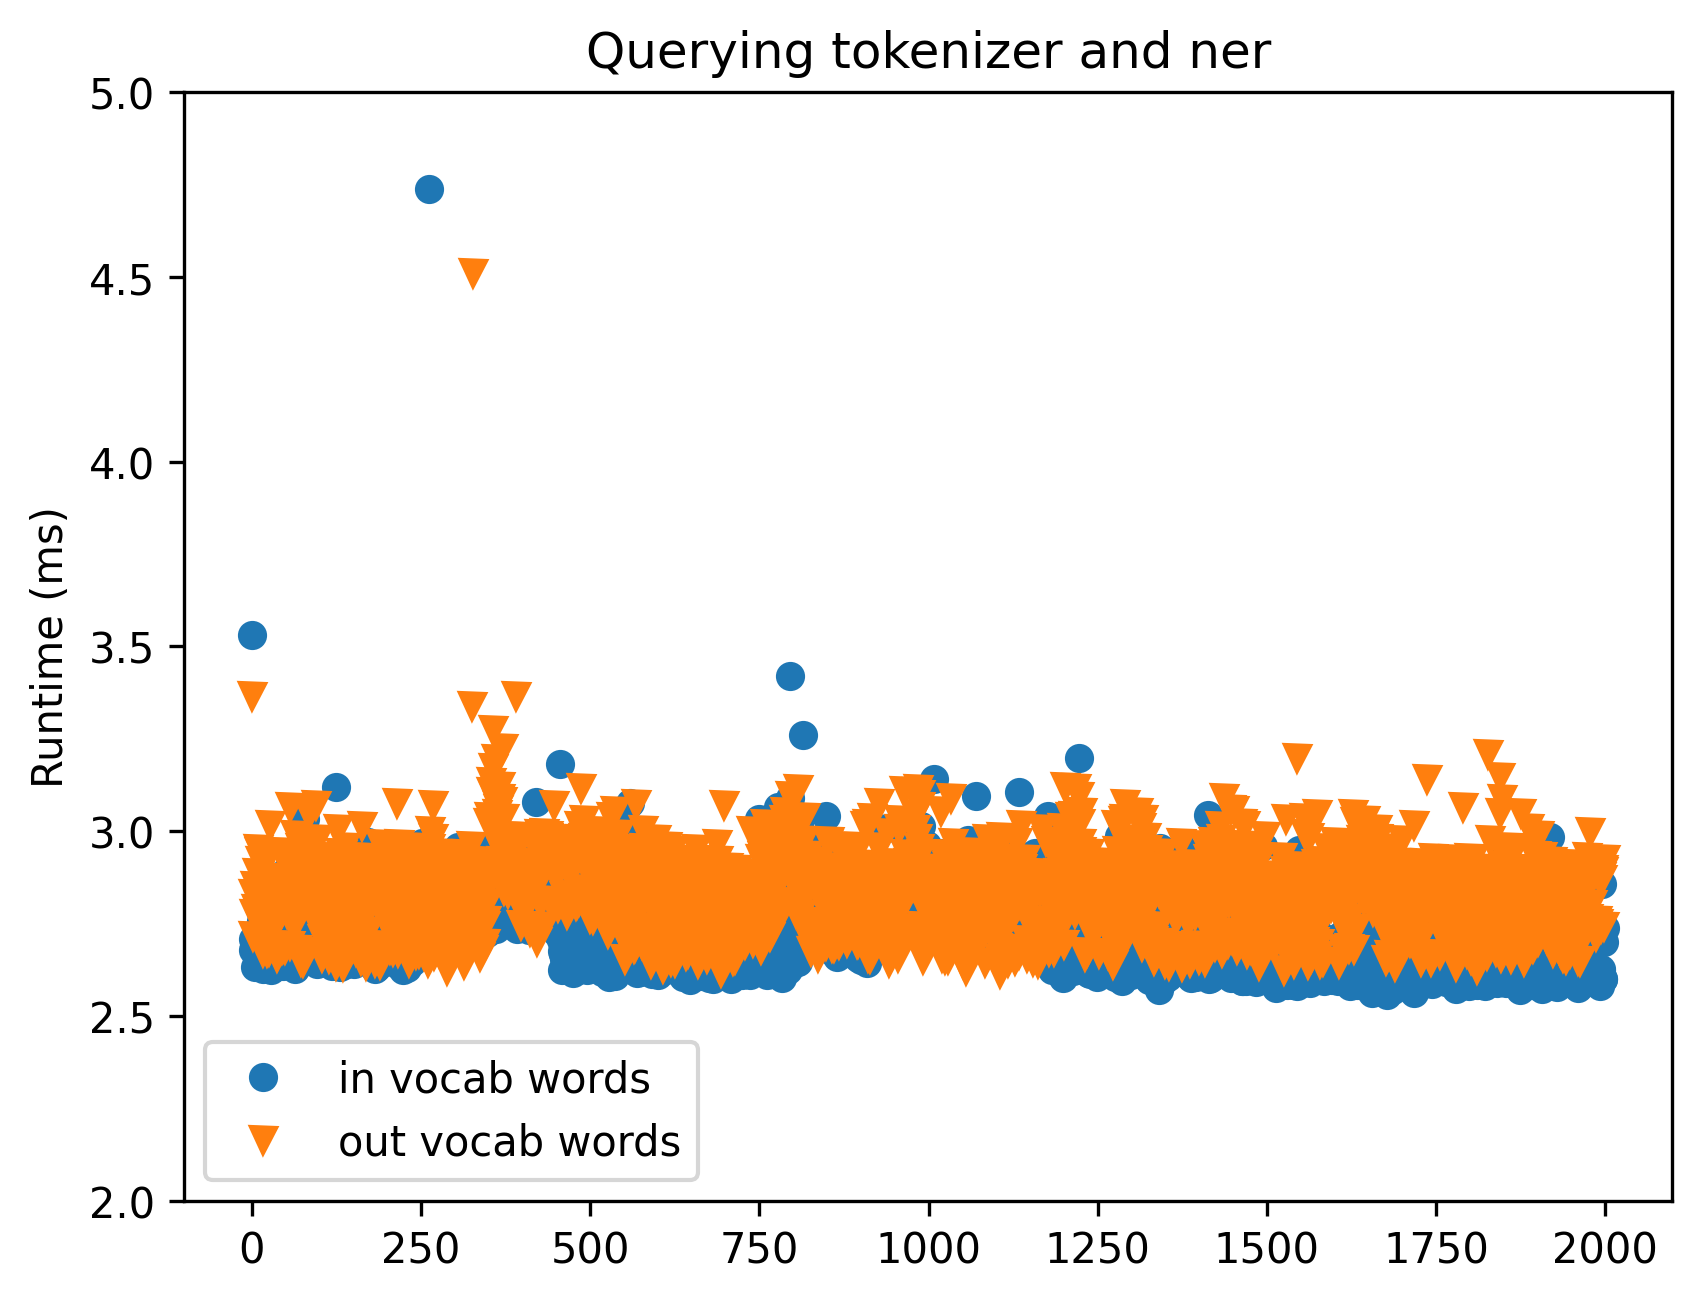 Querying tokenizer and ner
5.0
4.5
4.0
3.5
3.0
2.5
2.0
Runtime (ms)
in vocab words
out vocab words
0 250 500 750 1000 1250 1500 1750 2000